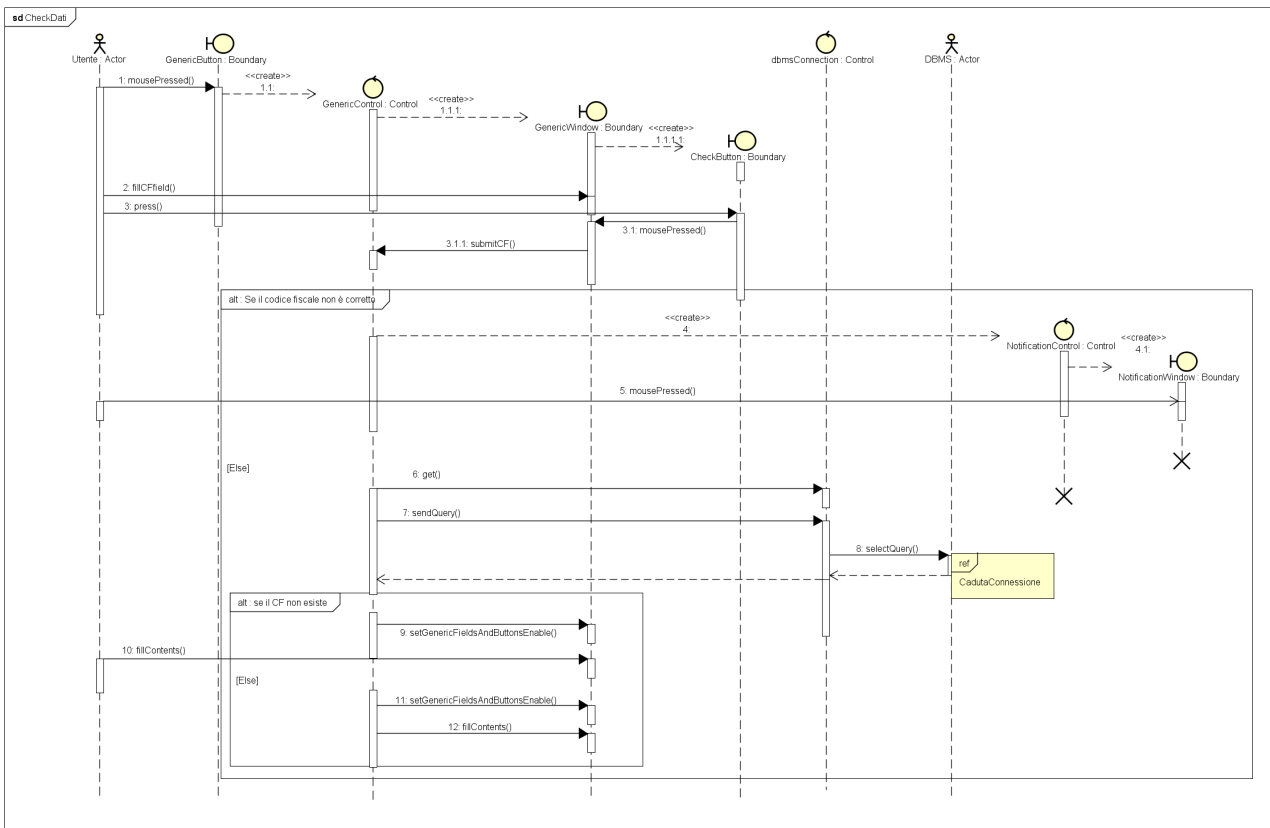 sd CheckDati
Utente : Actor
GenericButton : Boundary
dbmsConnection : Control
DBMS : Actor
1: mousePressed()
<<create>>
1.1:
GenericControl : Control
<<create>>
1.1.1:
GenericWindow : Boundary
<<create>>
1.1.1.1:
CheckButton : Boundary
2: fillCFfield()
3: press()
3.1: mousePressed()
3.1.1: submitCF()
alt : Se il codice fiscale non è corretto
<<create>>
4:
NotificationControl : Control
<<create>>
4.1:
NotificationWindow : Boundary
5: mousePressed()
[Else]
6: get()
7: sendQuery()
8: selectQuery()
ref
CadutaConnessione
alt : se il CF non esiste
9: setGenericFieldsAndButtonsEnable()
10: fillContents()
[Else]
11: setGenericFieldsAndButtonsEnable()
12: fillContents()